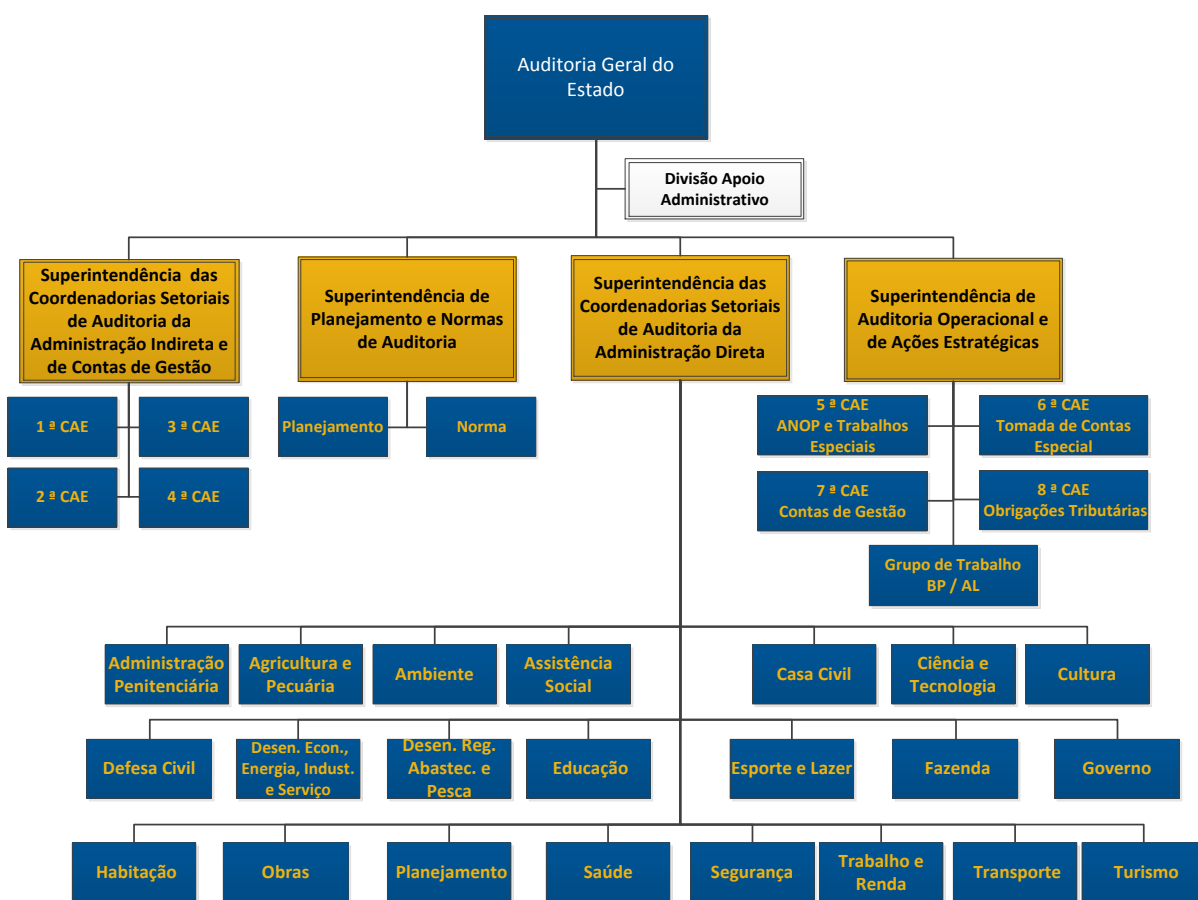 Auditoria Geral do
Estado
Divisão Apoio
Administrativo
Superintendência das
Coordenadorias Setoriais
de Auditoria da
Administração Indireta e
de Contas de Gestão
Superintendência de
Planejamento e Normas
de Auditoria
Superintendência das
Coordenadorias Setoriais
de Auditoria da
Administração Direta
Superintendência de
Auditoria Operacional e
de Ações Estratégicas
1 ª CAE
3 ª CAE
2 ª CAE
4 ª CAE
Planejamento
Norma
5 ª CAE
ANOP e Trabalhos
Especiais
6 ª CAE
Tomada de Contas
Especial
7 ª CAE
Contas de Gestão
8 ª CAE
Obrigações Tributárias
Grupo de Trabalho
BP / AL
Administração
Penitenciária
Agricultura e
Pecuária
Ambiente
Assistência
Social
Casa Civil
Ciência e
Tecnologia
Cultura
Defesa Civil
Desen. Econ.,
Energia, Indust.
e Serviço
Desen. Reg.
Abastec. e
Pesca
Educação
Esporte e Lazer
Fazenda
Governo
Habitação
Obras
Planejamento
Saúde
Segurança
Trabalho e
Renda
Transporte
Turismo